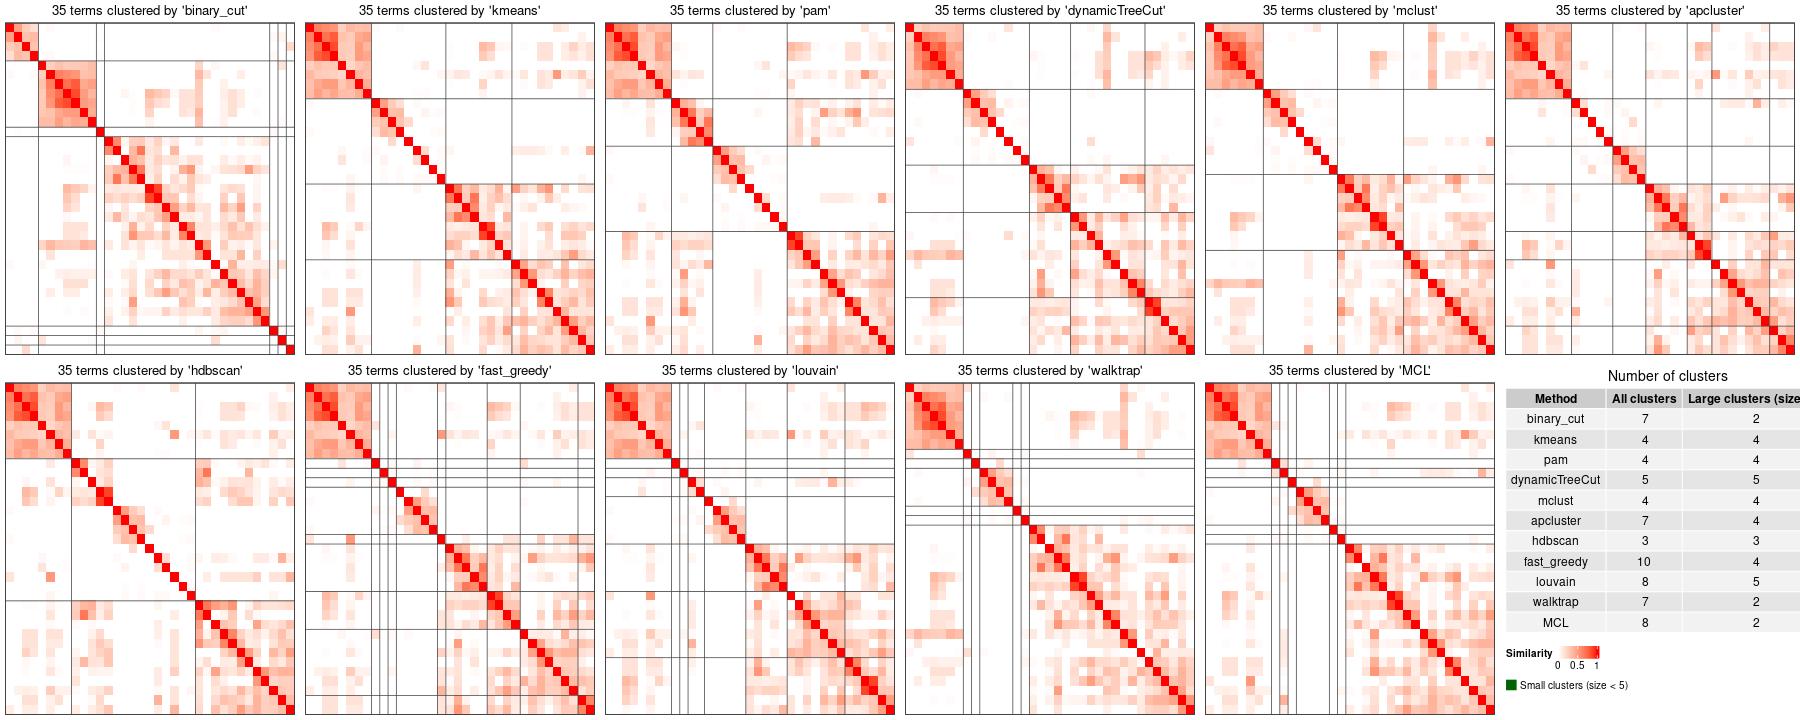 35 terms clustered by 'binary_cut'
35 terms clustered by 'kmeans'
35 terms clustered by 'pam'
35 terms clustered by 'dynamicTreeCut'
35 terms clustered by 'mclust'
35 terms clustered by 'apcluster'
35 terms clustered by 'hdbscan'
35 terms clustered by 'fast_greedy'
35 terms clustered by 'louvain'
35 terms clustered by 'walktrap'
35 terms clustered by 'MCL'
Number of clusters
Method All clusters Large clusters (size
binary_cut 7 2
kmeans 4 4
pam 4 4
dynamicTreeCut 5 5
mclust 4 4
apcluster 7 4
hdbscan 3 3
fast_greedy 10 4
louvain 8 5
walktrap 7 2
MCL 8 2
Similarity
0 0.5 1
Small clusters (size < 5)